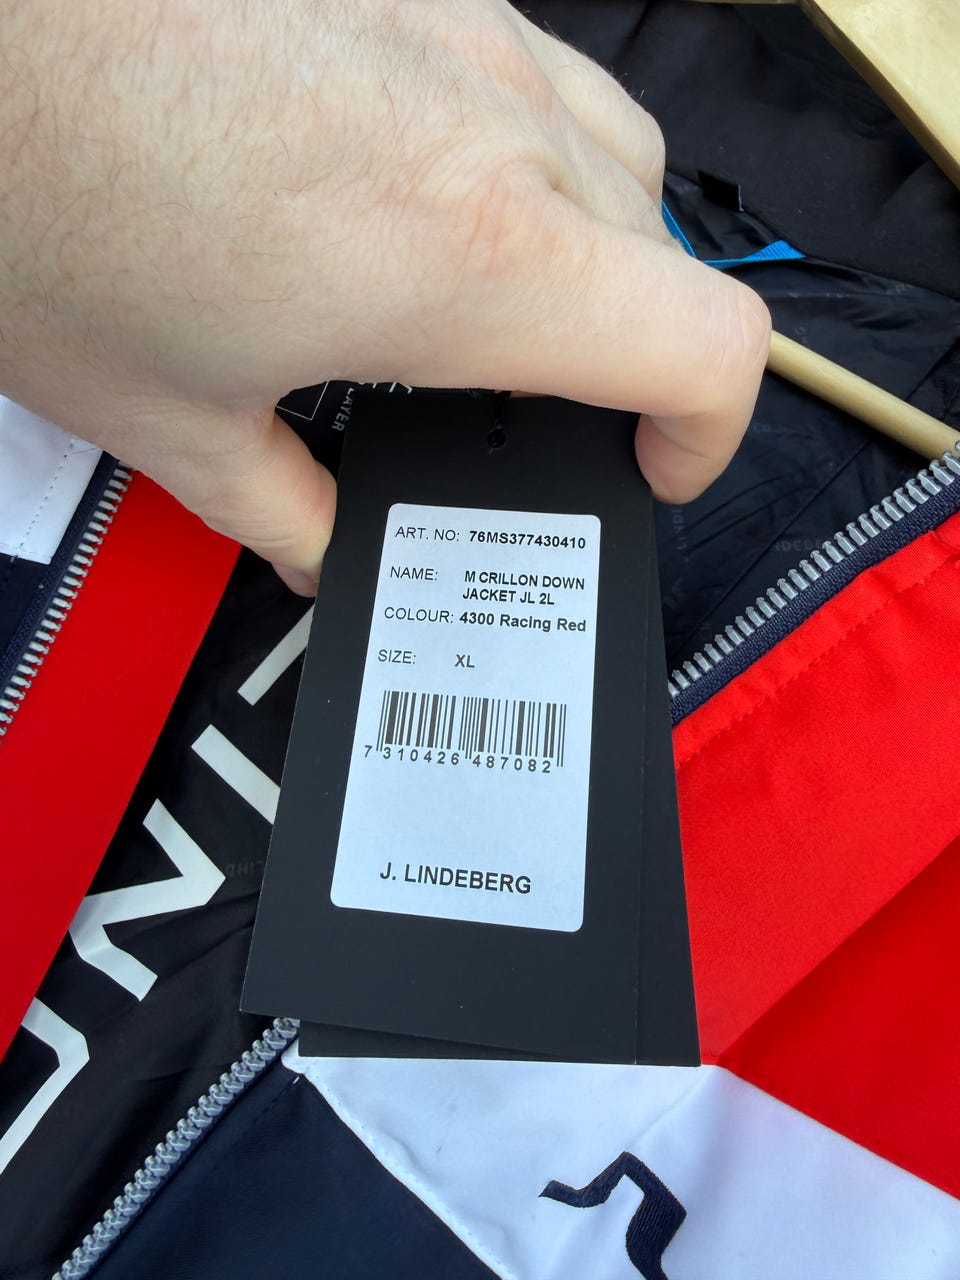 LAYER
ART. NO: 76MS377430410
NAME: M CRILLON DOWN
JACKET JL 2L
COLOUR: 4300 Racing Red
SIZE: XL
7 310426 487082
J. LINDEBERG